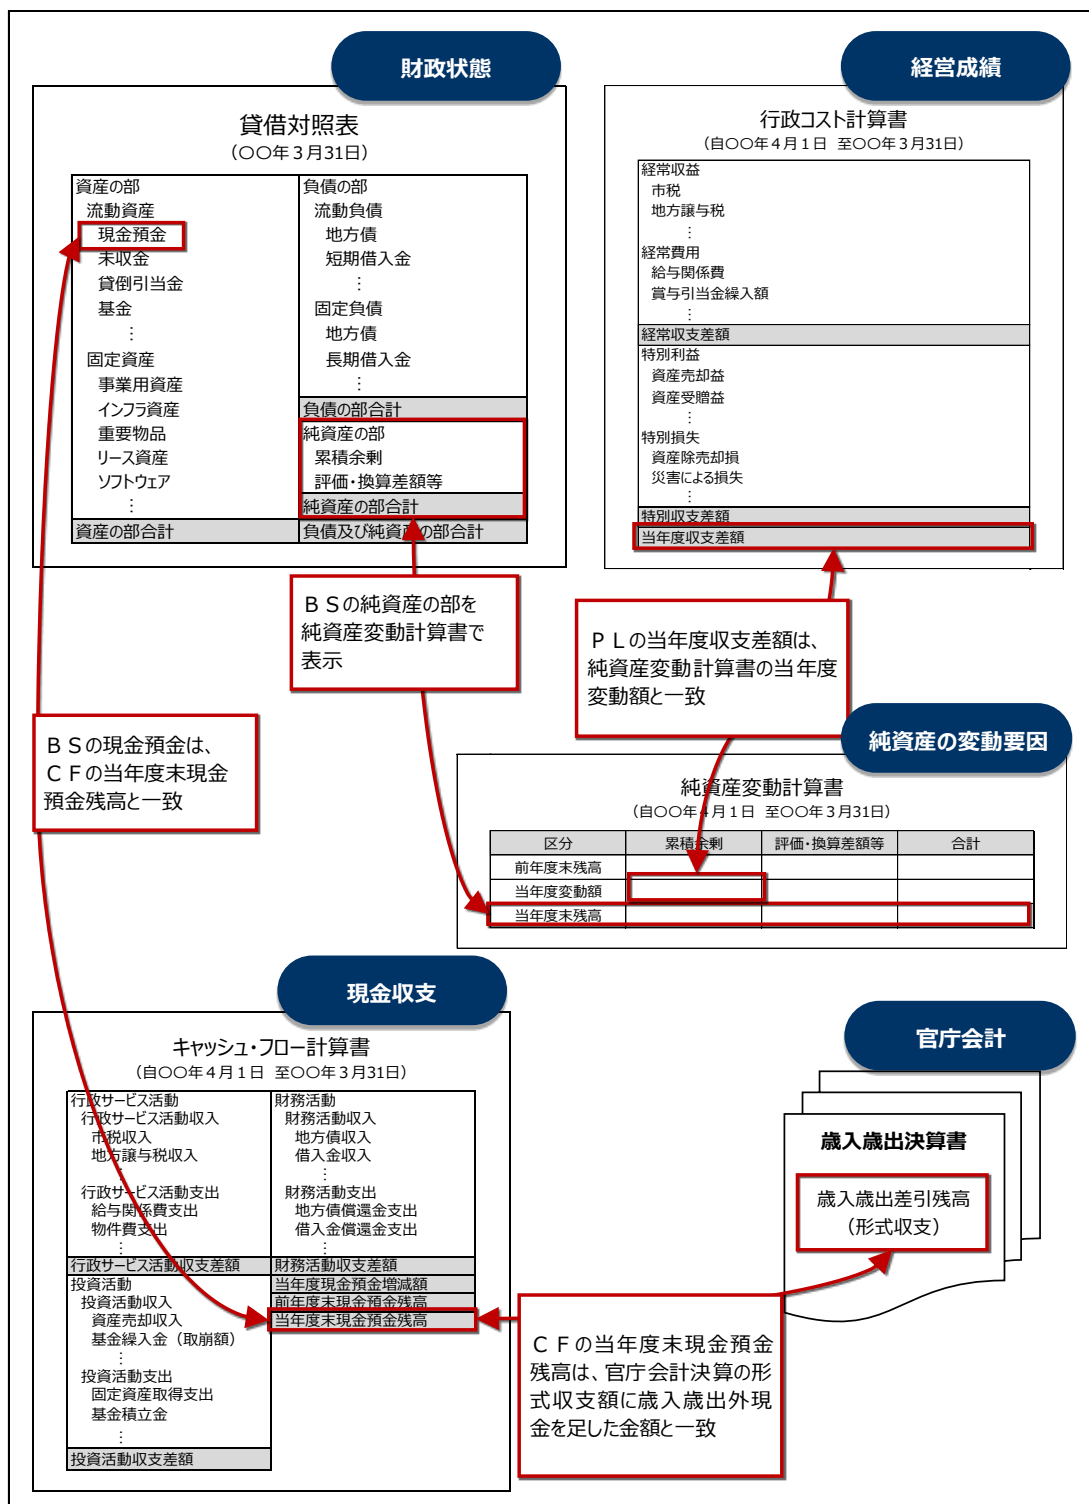 財政状態
貸借対照表
（〇〇年３月31日）
資産の部
流動資産
現金預金
未収金
貸倒引当金
基金
⋮
固定資産
事業用資産
インフラ資産
重要物品
リース資産
ソフトウェア
⋮
資産の部合計
負債の部
流動負債
地方債
短期借入金
⋮
固定負債
地方債
長期借入金
⋮
負債の部合計
純資産の部
累積余剰
評価・換算差額等
純資産の部合計
負債及び純資産の部合計
経営成績
行政コスト計算書
（自〇〇年４月１日 至〇〇年３月31日）
経常収益
市税
地方譲与税
⋮
経常費用
給与関係費
賞与引当金繰入額
⋮
経常収支差額
特別利益
資産売却益
資産受贈益
⋮
特別損失
資産除売却損
災害による損失
⋮
特別収支差額
当年度収支差額
ＢＳの純資産の部を
純資産変動計算書で
表示
ＰＬの当年度収支差額は、
純資産変動計算書の当年度
変動額と一致
ＢＳの現金預金は、
ＣＦの当年度末現金
預金残高と一致
純資産の変動要因
純資産変動計算書
（自〇〇年４月１日 至〇〇年３月31日）
区分 累積余剰 評価・換算差額等 合計
前年度末残高
当年度変動額
当年度末残高
現金収支
キャッシュ・フロー計算書
（自〇〇年４月１日 至〇〇年３月31日）
行政サービス活動
行政サービス活動収入
市税収入
地方譲与税収入
⋮
行政サービス活動支出
給与関係費支出
物件費支出
⋮
行政サービス活動収支差額
投資活動
投資活動収入
資産売却収入
基金繰入金（取崩額）
⋮
投資活動支出
固定資産取得支出
基金積立金
⋮
投資活動収支差額
財務活動
財務活動収入
地方債収入
借入金収入
⋮
財務活動支出
地方債償還金支出
借入金償還金支出
⋮
財務活動収支差額
当年度現金預金増減額
前年度末現金預金残高
当年度末現金預金残高
官庁会計
歳入歳出決算書
歳入歳出差引残高
（形式収支）
ＣＦの当年度末現金預金
残高は、官庁会計決算の形
式収支額に歳入歳出外現
金を足した金額と一致